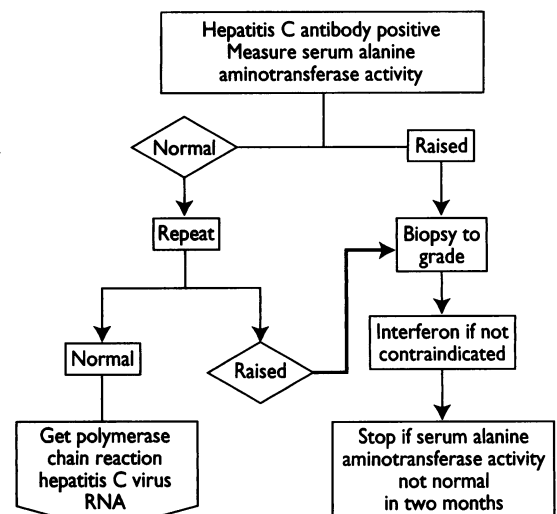 Hepatitis C antibody positive
Measure serum alanine
aminotransferase activity
Normal
Raised
Repeat
Biopsy to
grade
Normal
Raised
Interferon if not
contraindicated
Get polymerase
chain reaction
hepatitis C virus
RNA
Stop if serum alanine
aminotransferase activity
not normal
in two months